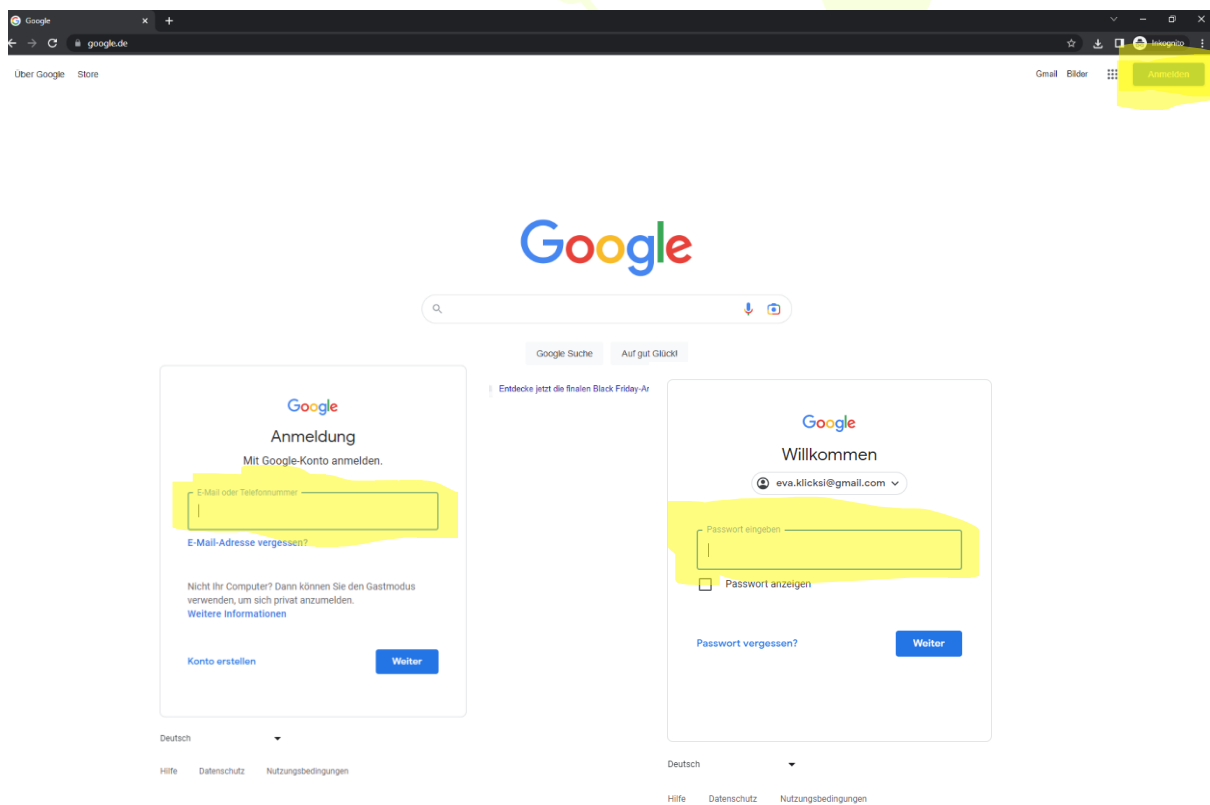 Google
google.de
Inkognito
Über Google Store
Gmail Bilder
Anmelden
Google
Google Suche Auf gut Glück!
Entdecke jetzt die finalen Black Friday-Ar
Google
Anmeldung
Mit Google-Konto anmelden.
E-Mail oder Telefonnummer
E-Mail-Adresse vergessen?
Nicht Ihr Computer? Dann können Sie den Gastmodus
verwenden, um sich privat anzumelden.
Weitere Informationen
Konto erstellen Weiter
Deutsch
Hilfe Datenschutz Nutzungsbedingungen
Google
Willkommen
eva.klicksi@gmail.com
Passwort eingeben
Passwort anzeigen
Passwort vergessen? Weiter
Deutsch
Hilfe Datenschutz Nutzungsbedingungen